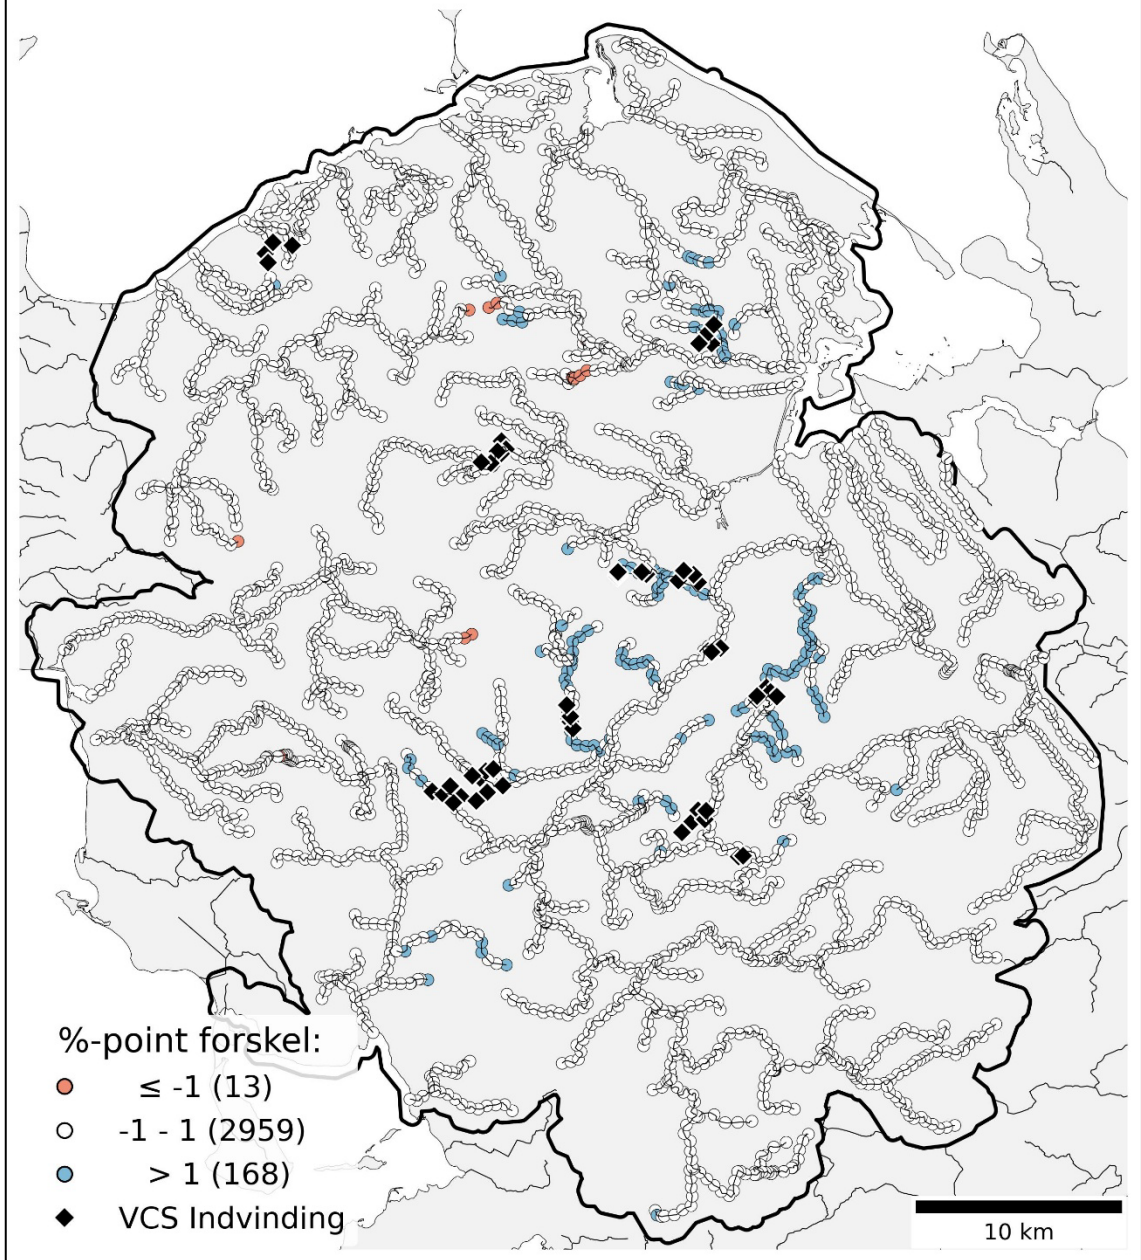 %-point forskel:
≤ -1 (13)
-1 - 1 (2959)
> 1 (168)
VCS Indvinding
10 km